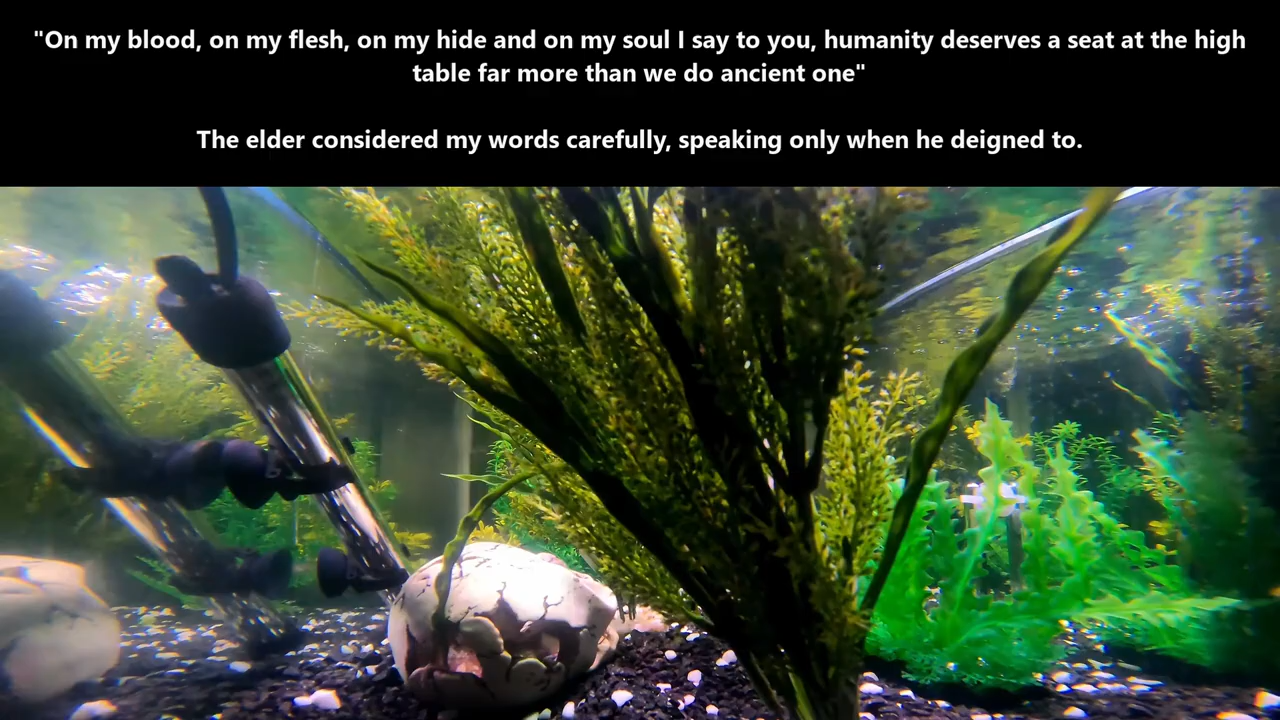 "On my blood, on my flesh, on my hide and on my soul I say to you, humanity deserves a seat at the high
table far more than we do ancient one"
The elder considered my words carefully, speaking only when he deigned to.